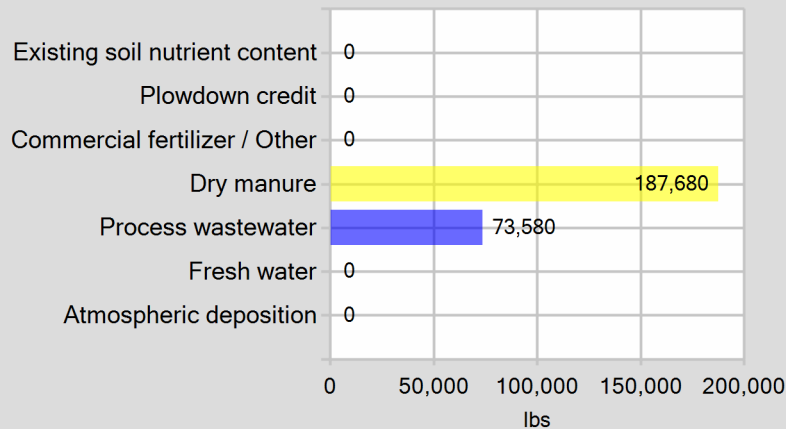 Existing soil nutrient content 0
Plowdown credit 0
Commercial fertilizer / Other 0
Dry manure 187,680
Process wastewater 73,580
Fresh water 0
Atmospheric deposition 0
0 50,000 100,000 150,000 200,000
lbs